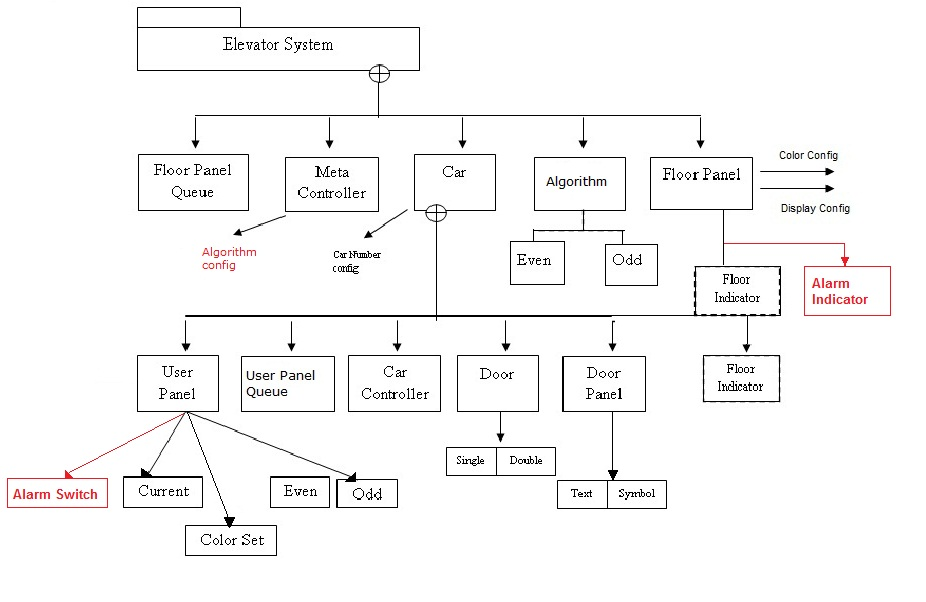 Elevator System
Floor Panel
Queue
Meta
Controller
Car
Algorithm
Floor Panel
Color Config
Display Config
Algorithm
config
Car Number
config
Even
Odd
Floor
Indicator
Alarm
Indicator
User
Panel
User Panel
Queue
Car
Controller
Door
Door
Panel
Floor
Indicator
Single
Double
Alarm Switch
Current
Even
Odd
Text
Symbol
Color Set